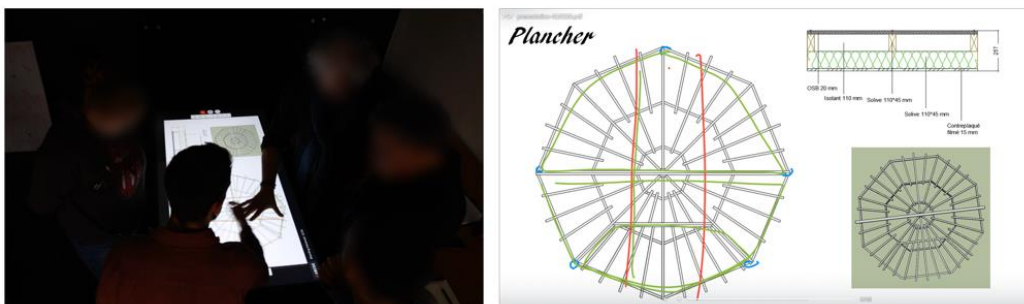 Plancher
257
OSB 20 mm
Isolant 110 mm
Solive 110*45 mm
Solive 110*45 mm
Contreplaqué
filmé 15 mm